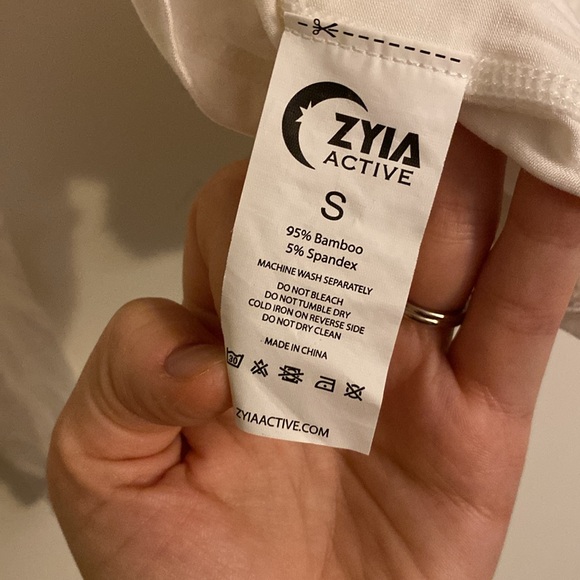 ZYIA
ACTIVE
S
95% Bamboo
5% Spandex
MACHINE WASH SEPARATELY
DO NOT BLEACH
DO NOT TUMBLE DRY
COLD IRON ON REVERSE SIDE
DO NOT DRY CLEAN
MADE IN CHINA
30
ZYIAACTIVE.COM